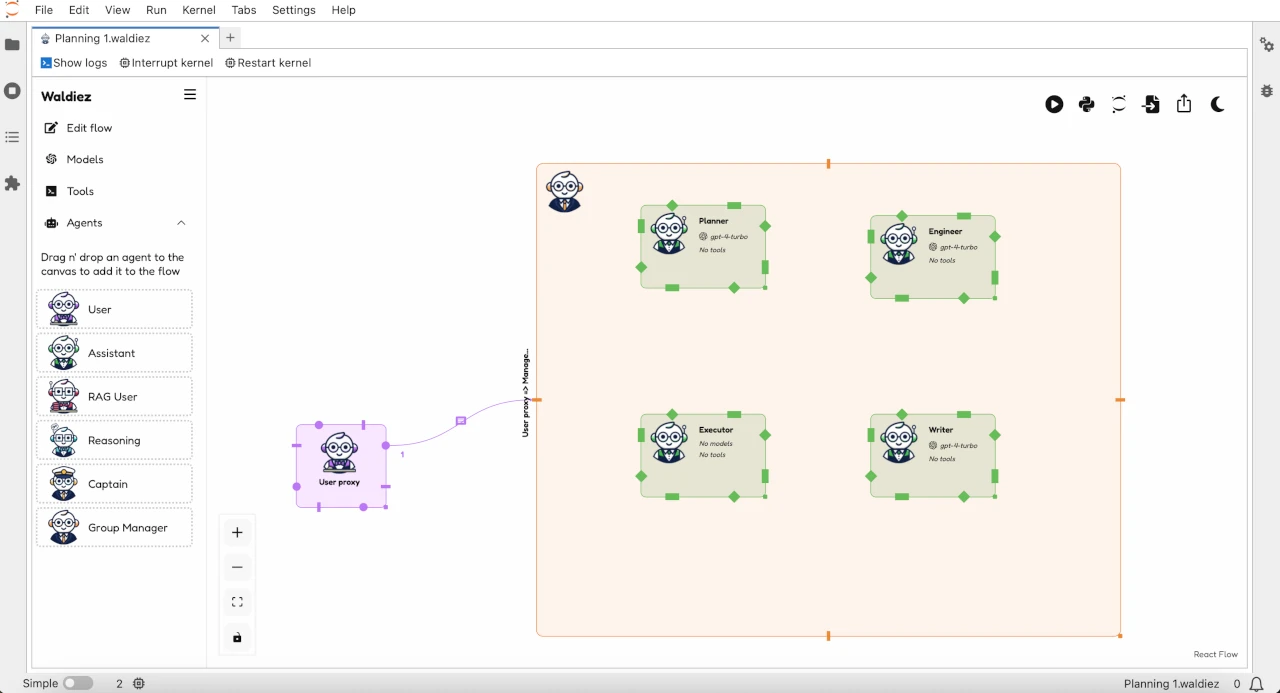 File Edit View Run Kernel Tabs Settings Help
Planning 1.waldiez
Show logs Interrupt kernel Restart kernel
Waldiez
Edit flow
Models
Tools
Agents
Drag n' drop an agent to the
canvas to add it to the flow
User
Assistant
RAG User
Reasoning
Captain
Group Manager
User proxy
1
User proxy => Manage...
Planner
gpt-4-turbo
No tools
Engineer
gpt-4-turbo
No tools
Executor
No models
No tools
Writer
gpt-4-turbo
No tools
React Flow
Simple 2 Planning 1.waldiez 0